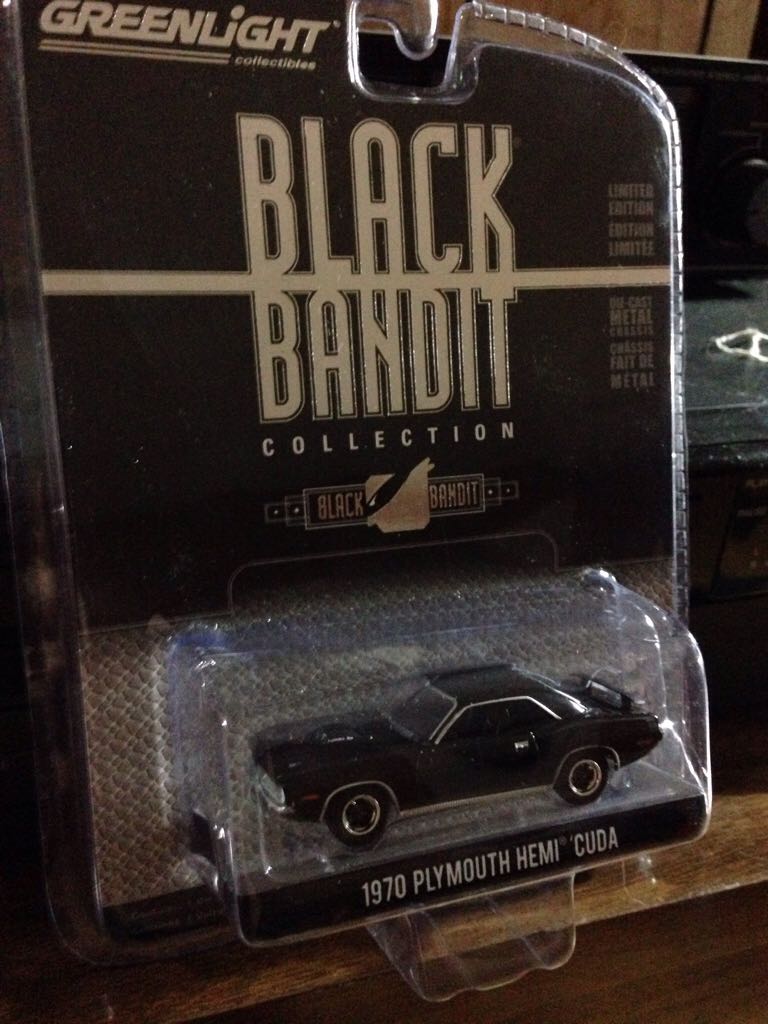 GREENLiGHT
collectibles
BLACK
BANDIT
COLLECTION
LIMITED
EDITION
ÉDITION
LIMITÉE
DIE-CAST
METAL
CHASSIS
CHÂSSIS
FAIT DE
METAL
BLACK BANDIT
1970 PLYMOUTH HEMI® 'CUDA